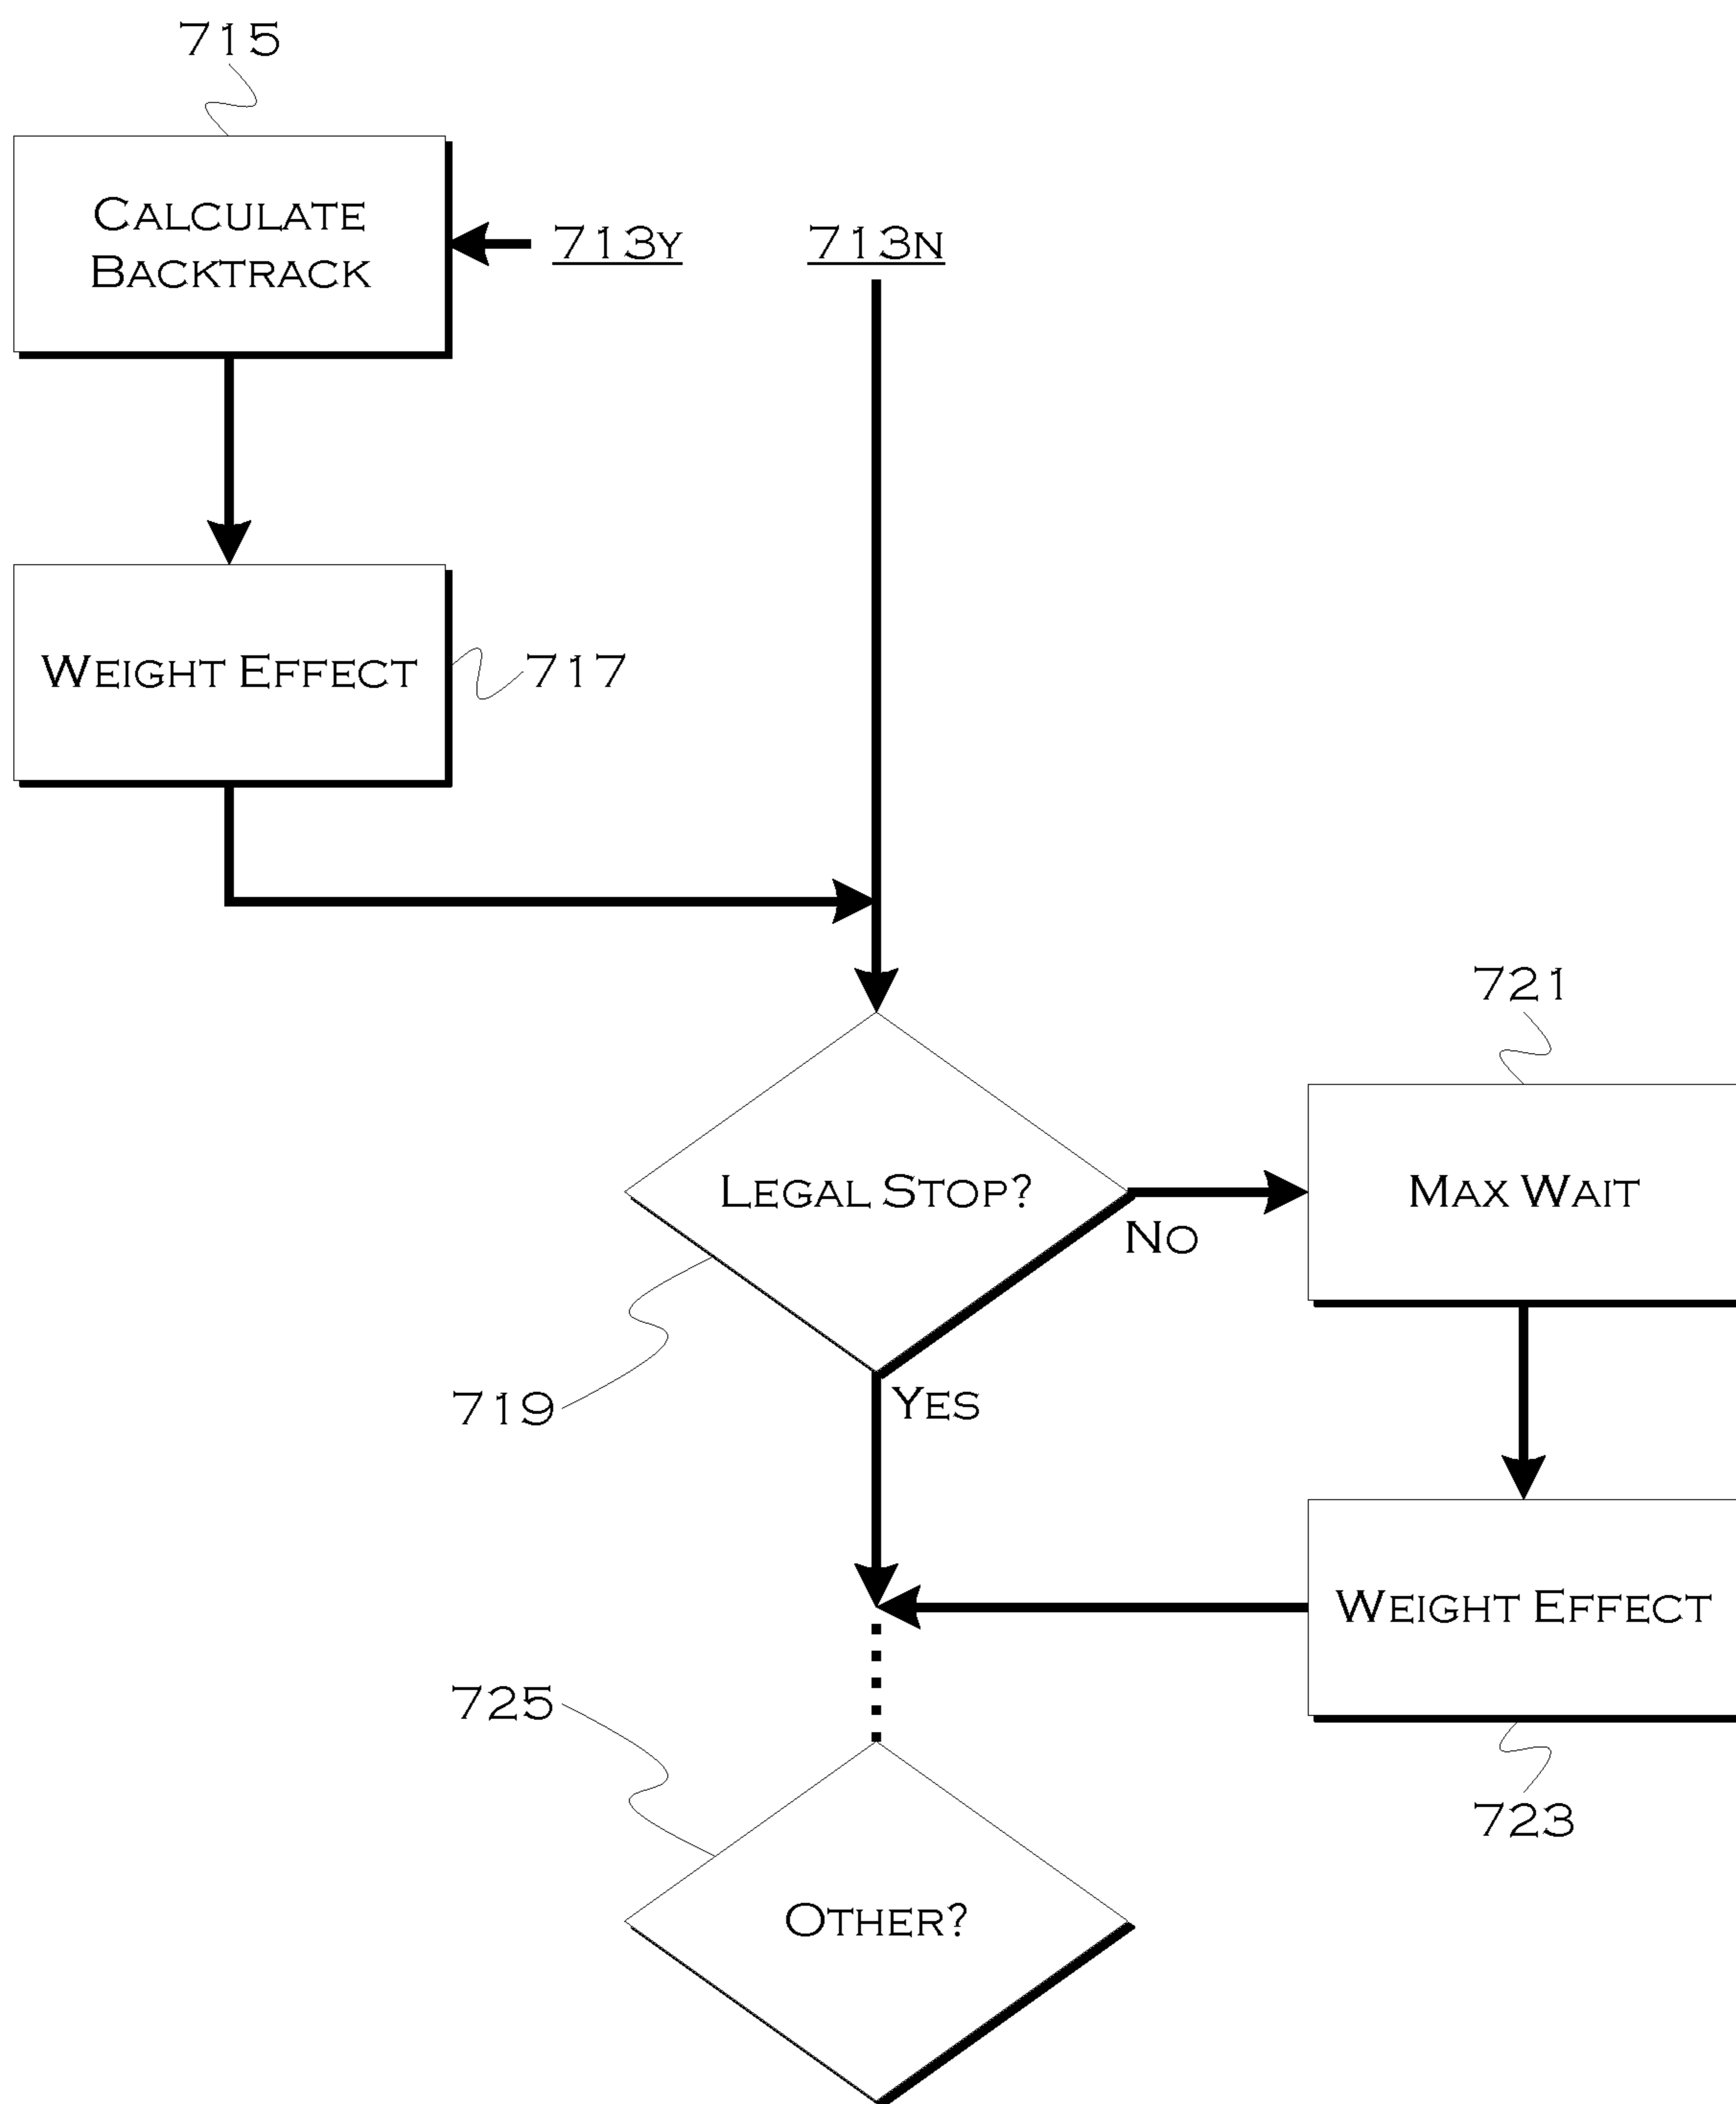 715
CALCULATE
BACKTRACK
713Y
713N
WEIGHT EFFECT
717
721
LEGAL STOP?
MAX WAIT
NO
719
YES
WEIGHT EFFECT
725
723
OTHER?